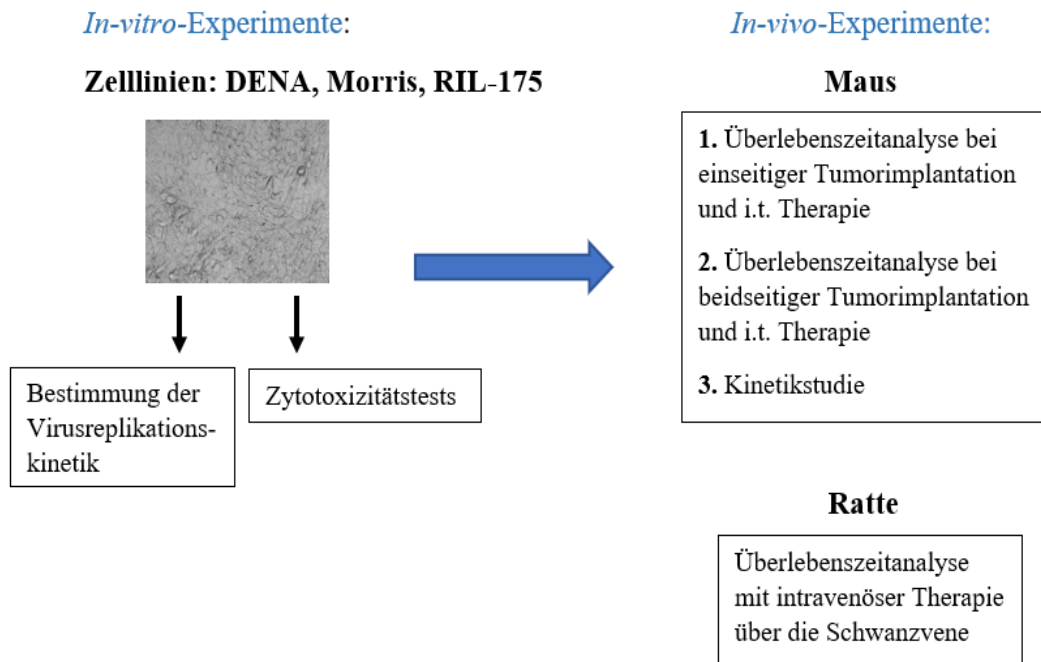 In-vitro-Experimente:
Zelllinien: DENA, Morris, RIL-175
Bestimmung der
Virusreplikations-
kinetik
Zytotoxizitätstests
In-vivo-Experimente:
Maus
1. Überlebenszeitanalyse bei
einseitiger Tumorimplantation
und i.t. Therapie
2. Überlebenszeitanalyse bei
beidseitiger Tumorimplantation
und i.t. Therapie
3. Kinetikstudie
Ratte
Überlebenszeitanalyse
mit intravenöser Therapie
über die Schwanzvene